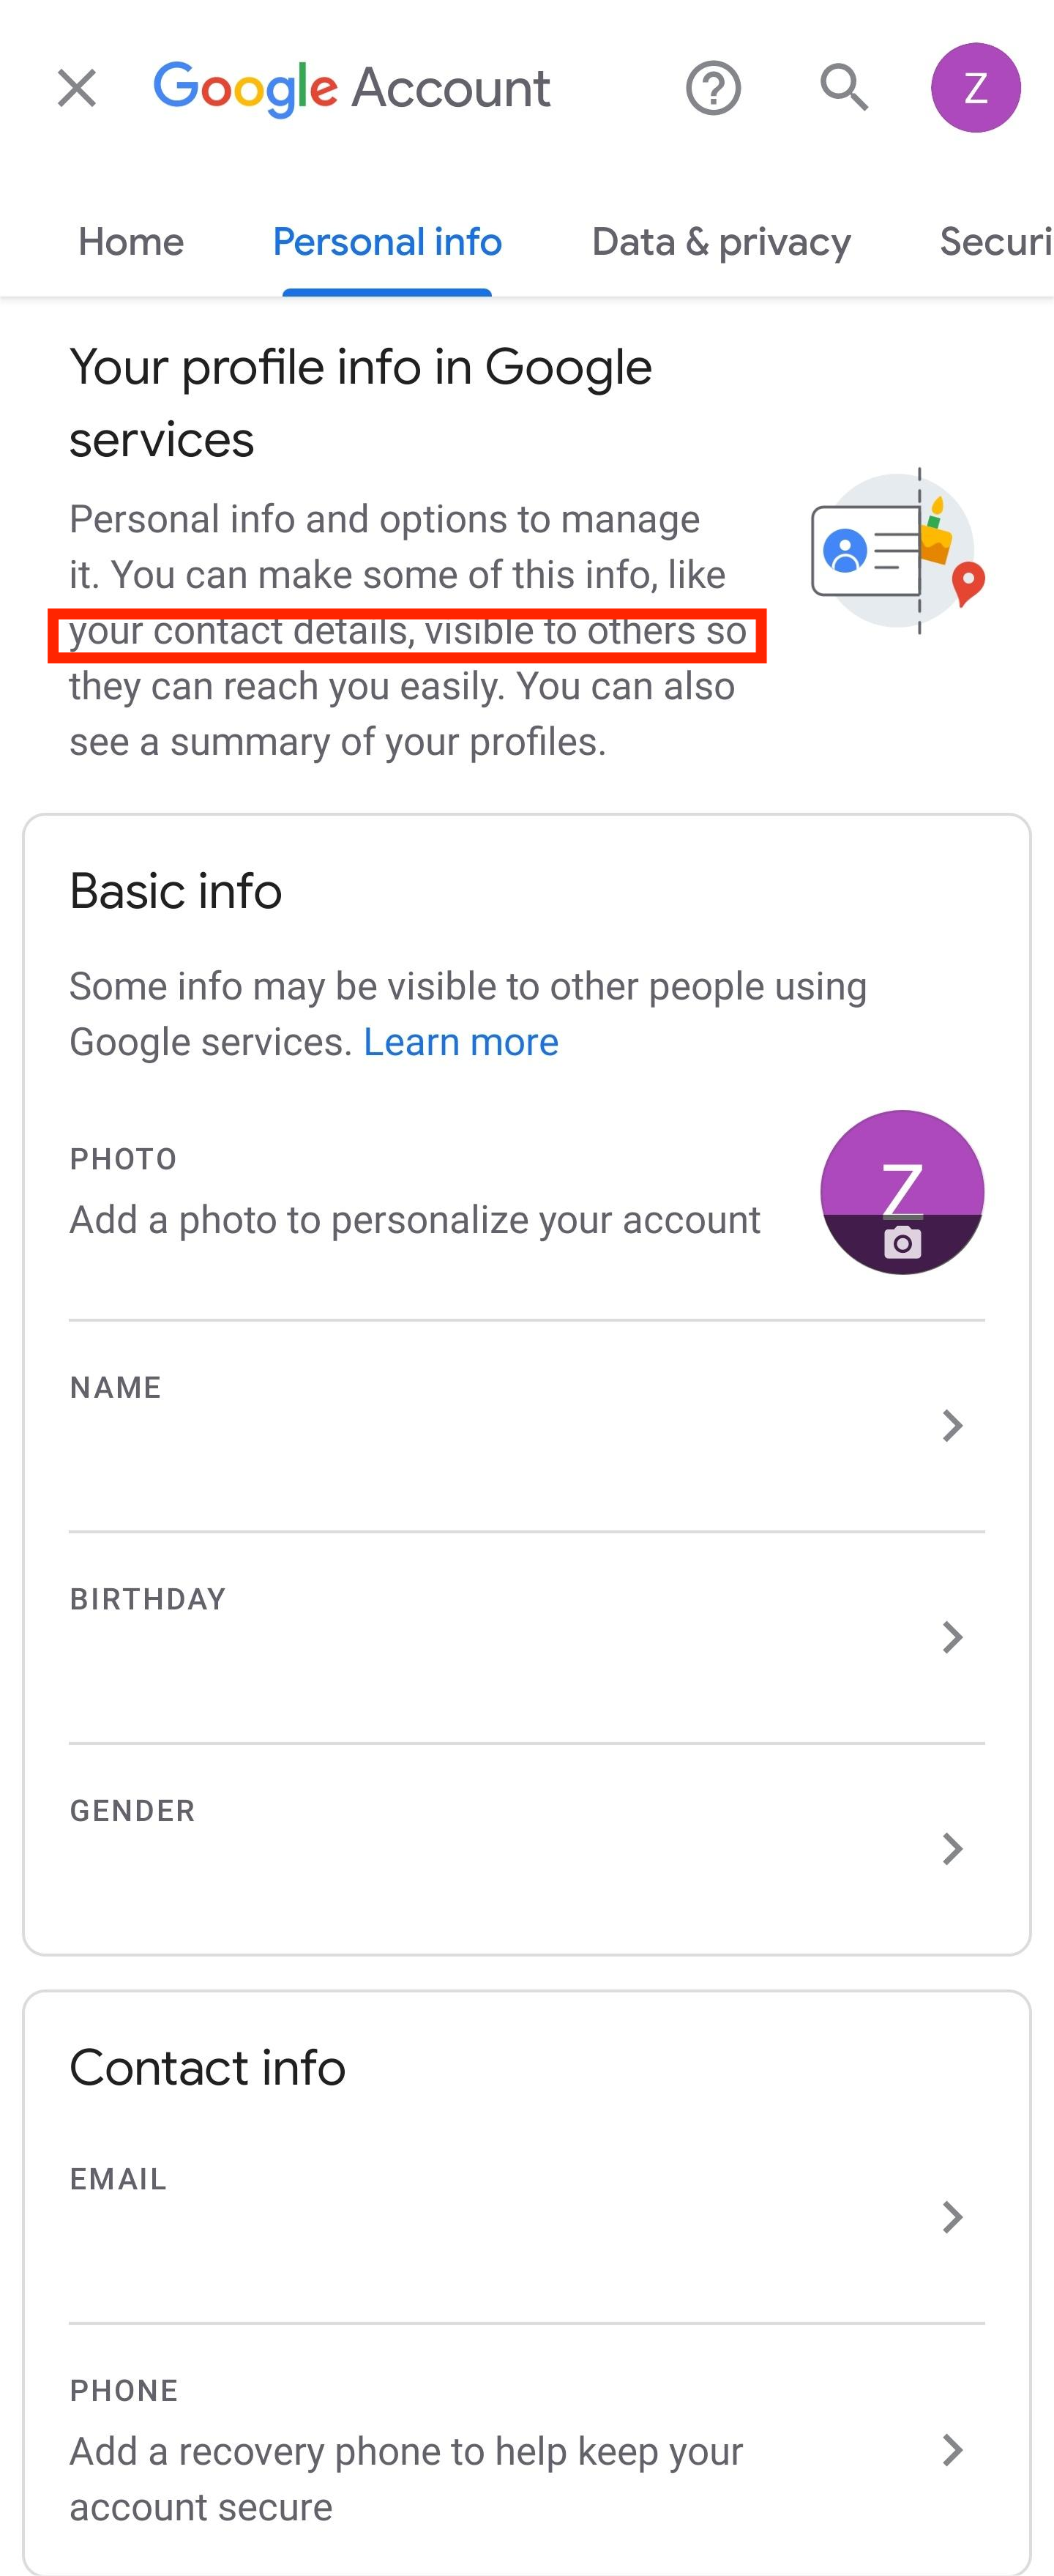 Google Account
Z
Home Personal info Data & privacy Securi
Your profile info in Google
services
Personal info and options to manage
it. You can make some of this info, like
your contact details, visible to others so
they can reach you easily. You can also
see a summary of your profiles.
Basic info
Some info may be visible to other people using
Google services. Learn more
PHOTO
Add a photo to personalize your account
Z
NAME
BIRTHDAY
GENDER
Contact info
EMAIL
PHONE
Add a recovery phone to help keep your
account secure